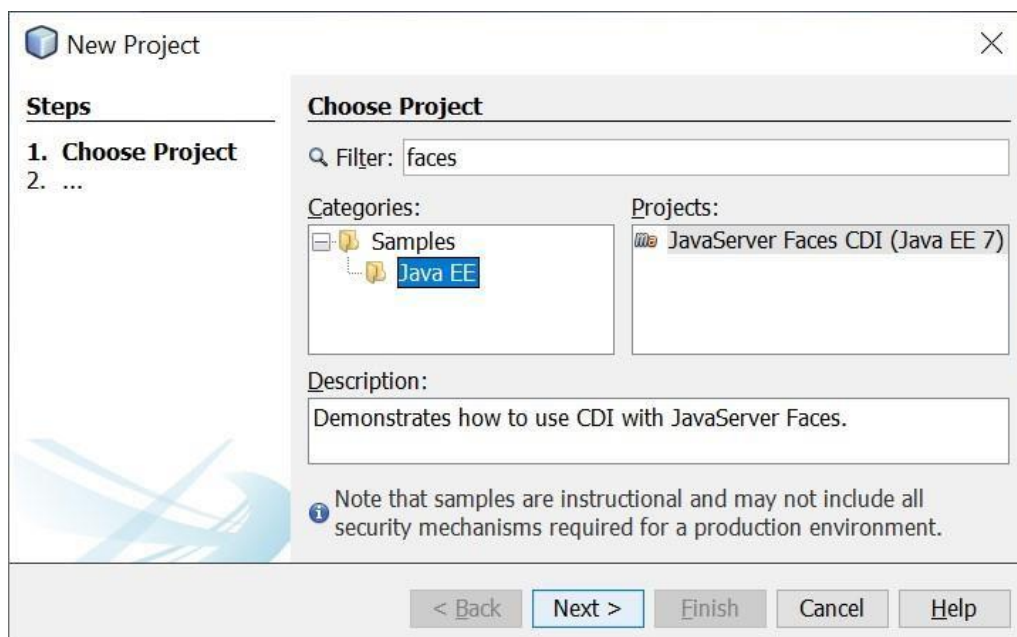 New Project
Steps
1. Choose Project
2. ...
Choose Project
Filter: faces
Categories:
Samples
Java EE
Projects:
JavaServer Faces CDI (Java EE 7)
Description:
Demonstrates how to use CDI with JavaServer Faces.
Note that samples are instructional and may not include all
security mechanisms required for a production environment.
< Back
Next >
Finish
Cancel
Help